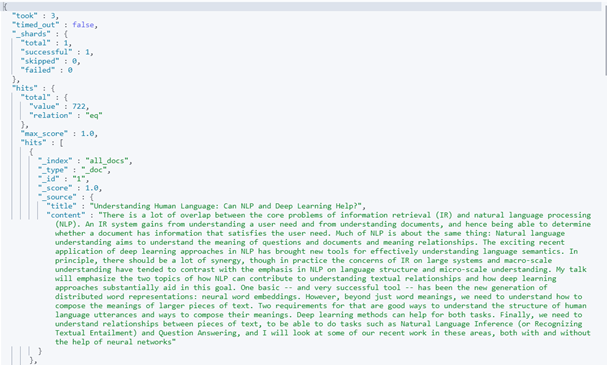 {
"took" : 3,
"timed_out" : false,
"_shards" : {
"total" : 1,
"successful" : 1,
"skipped" : 0,
"failed" : 0
},
"hits" : {
"total" : {
"value" : 722,
"relation" : "eq"
},
"max_score" : 1.0,
"hits" : [
{
"_index" : "all_docs",
"_type" : "_doc",
"_id" : "1",
"_score" : 1.0,
"_source" : {
"title" : "Understanding Human Language: Can NLP and Deep Learning Help?",
"content" : "There is a lot of overlap between the core problems of information retrieval (IR) and natural language processing
(NLP). An IR system gains from understanding a user need and from understanding documents, and hence being able to determine
whether a document has information that satisfies the user need. Much of NLP is about the same thing: Natural language
understanding aims to understand the meaning of questions and documents and meaning relationships. The exciting recent
application of deep learning approaches in NLP has brought new tools for effectively understanding language semantics. In
principle, there should be a lot of synergy, though in practice the concerns of IR on large systems and macro-scale
understanding have tended to contrast with the emphasis in NLP on language structure and micro-scale understanding. My talk
will emphasize the two topics of how NLP can contribute to understanding textual relationships and how deep learning
approaches substantially aid in this goal. One basic -- and very successful tool -- has been the new generation of
distributed word representations: neural word embeddings. However, beyond just word meanings, we need to understand how to
compose the meanings of larger pieces of text. Two requirements for that are good ways to understand the structure of human
language utterances and ways to compose their meanings. Deep learning methods can help for both tasks. Finally, we need to
understand relationships between pieces of text, to be able to do tasks such as Natural Language Inference (or Recognizing
Textual Entailment) and Question Answering, and I will look at some of our recent work in these areas, both with and without
the help of neural networks"
}
},